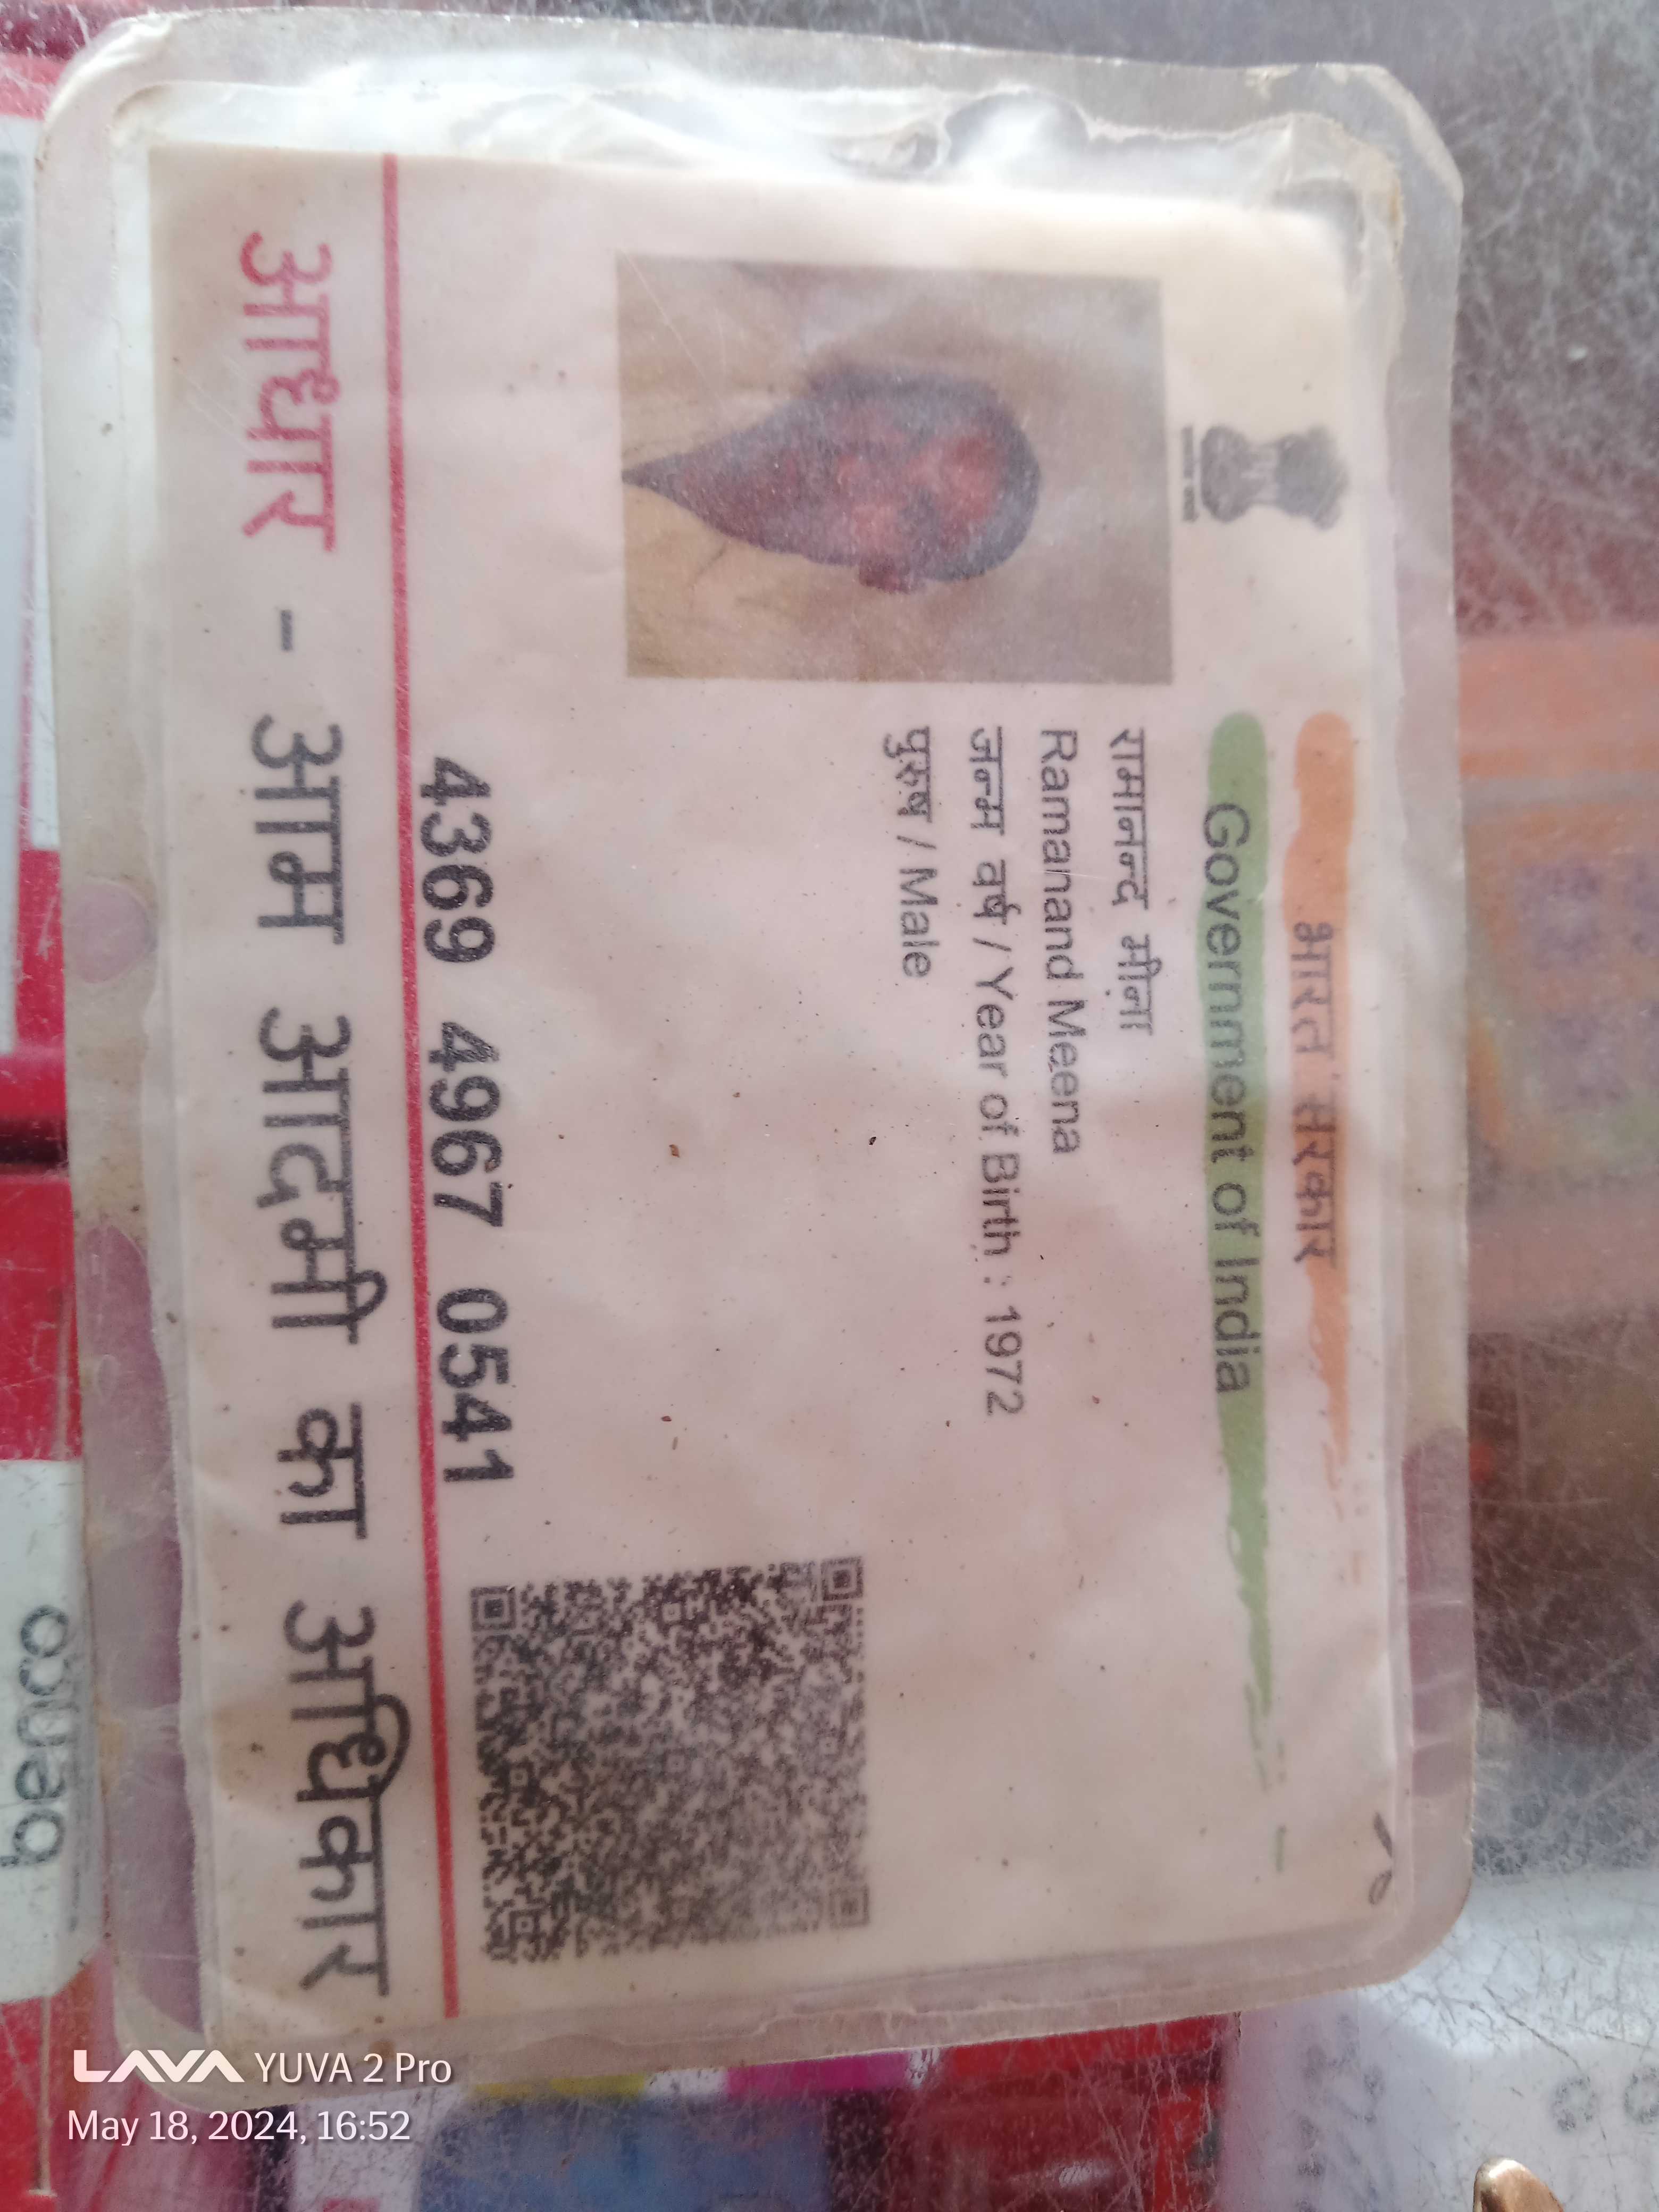 भारत सरकार
Government of India
रामानन्द मीना
Ramanand Meena
जन्म वर्ष / Year of Birth : 1972
पुरुष / Male
4369 4967 0541
आधार - आम आदमी का अधिकार
banco
LAVA YUVA 2 Pro
May 18, 2024, 16:52